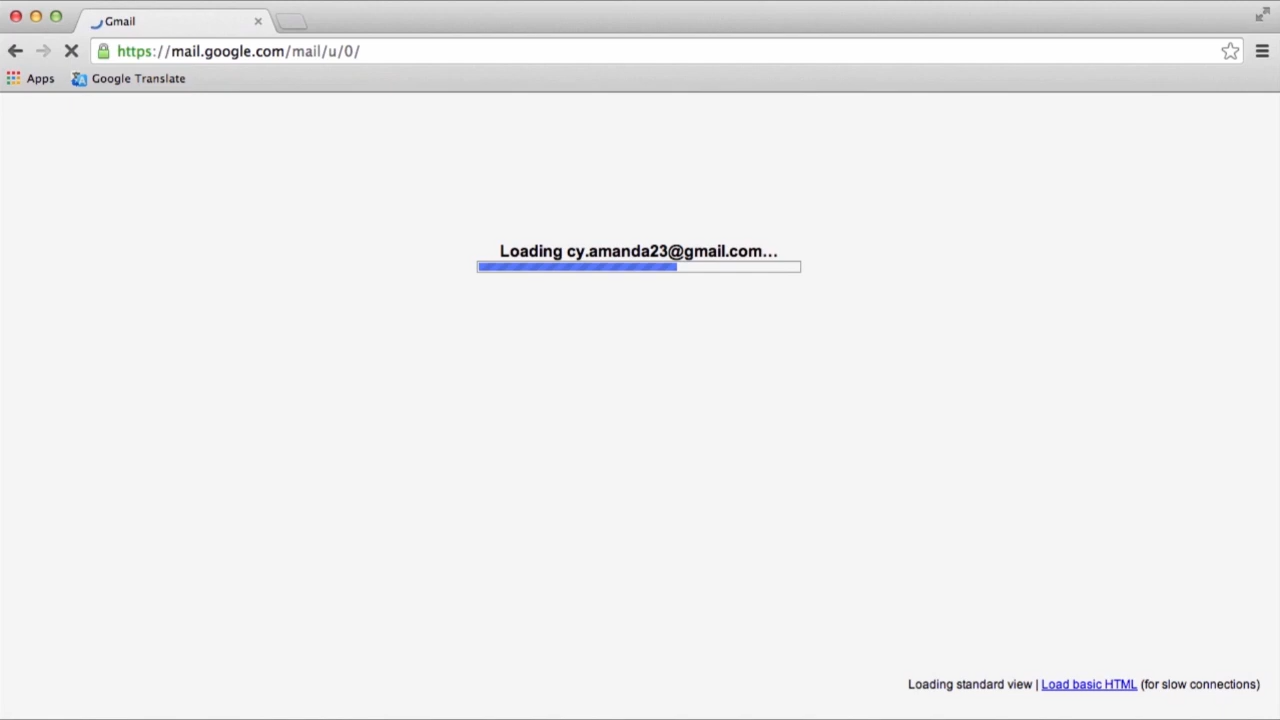 Gmail
https://mail.google.com/mail/u/0/
Apps Google Translate
Loading cy.amanda23@gmail.com...
Loading standard view | Load basic HTML (for slow connections)